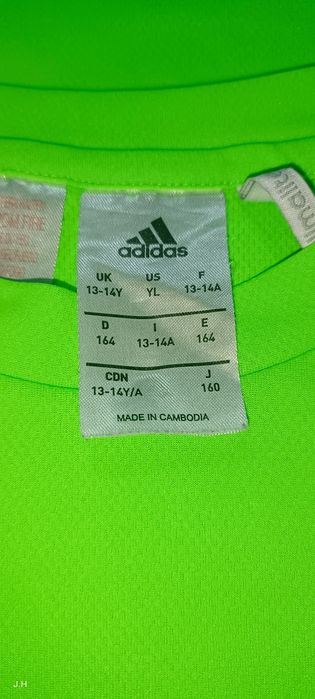 adidas
UK US F
13-14Y YL 13-14A
D I E
164 13-14A 164
CDN J
13-14Y/A 160
MADE IN CAMBODIA
J.H